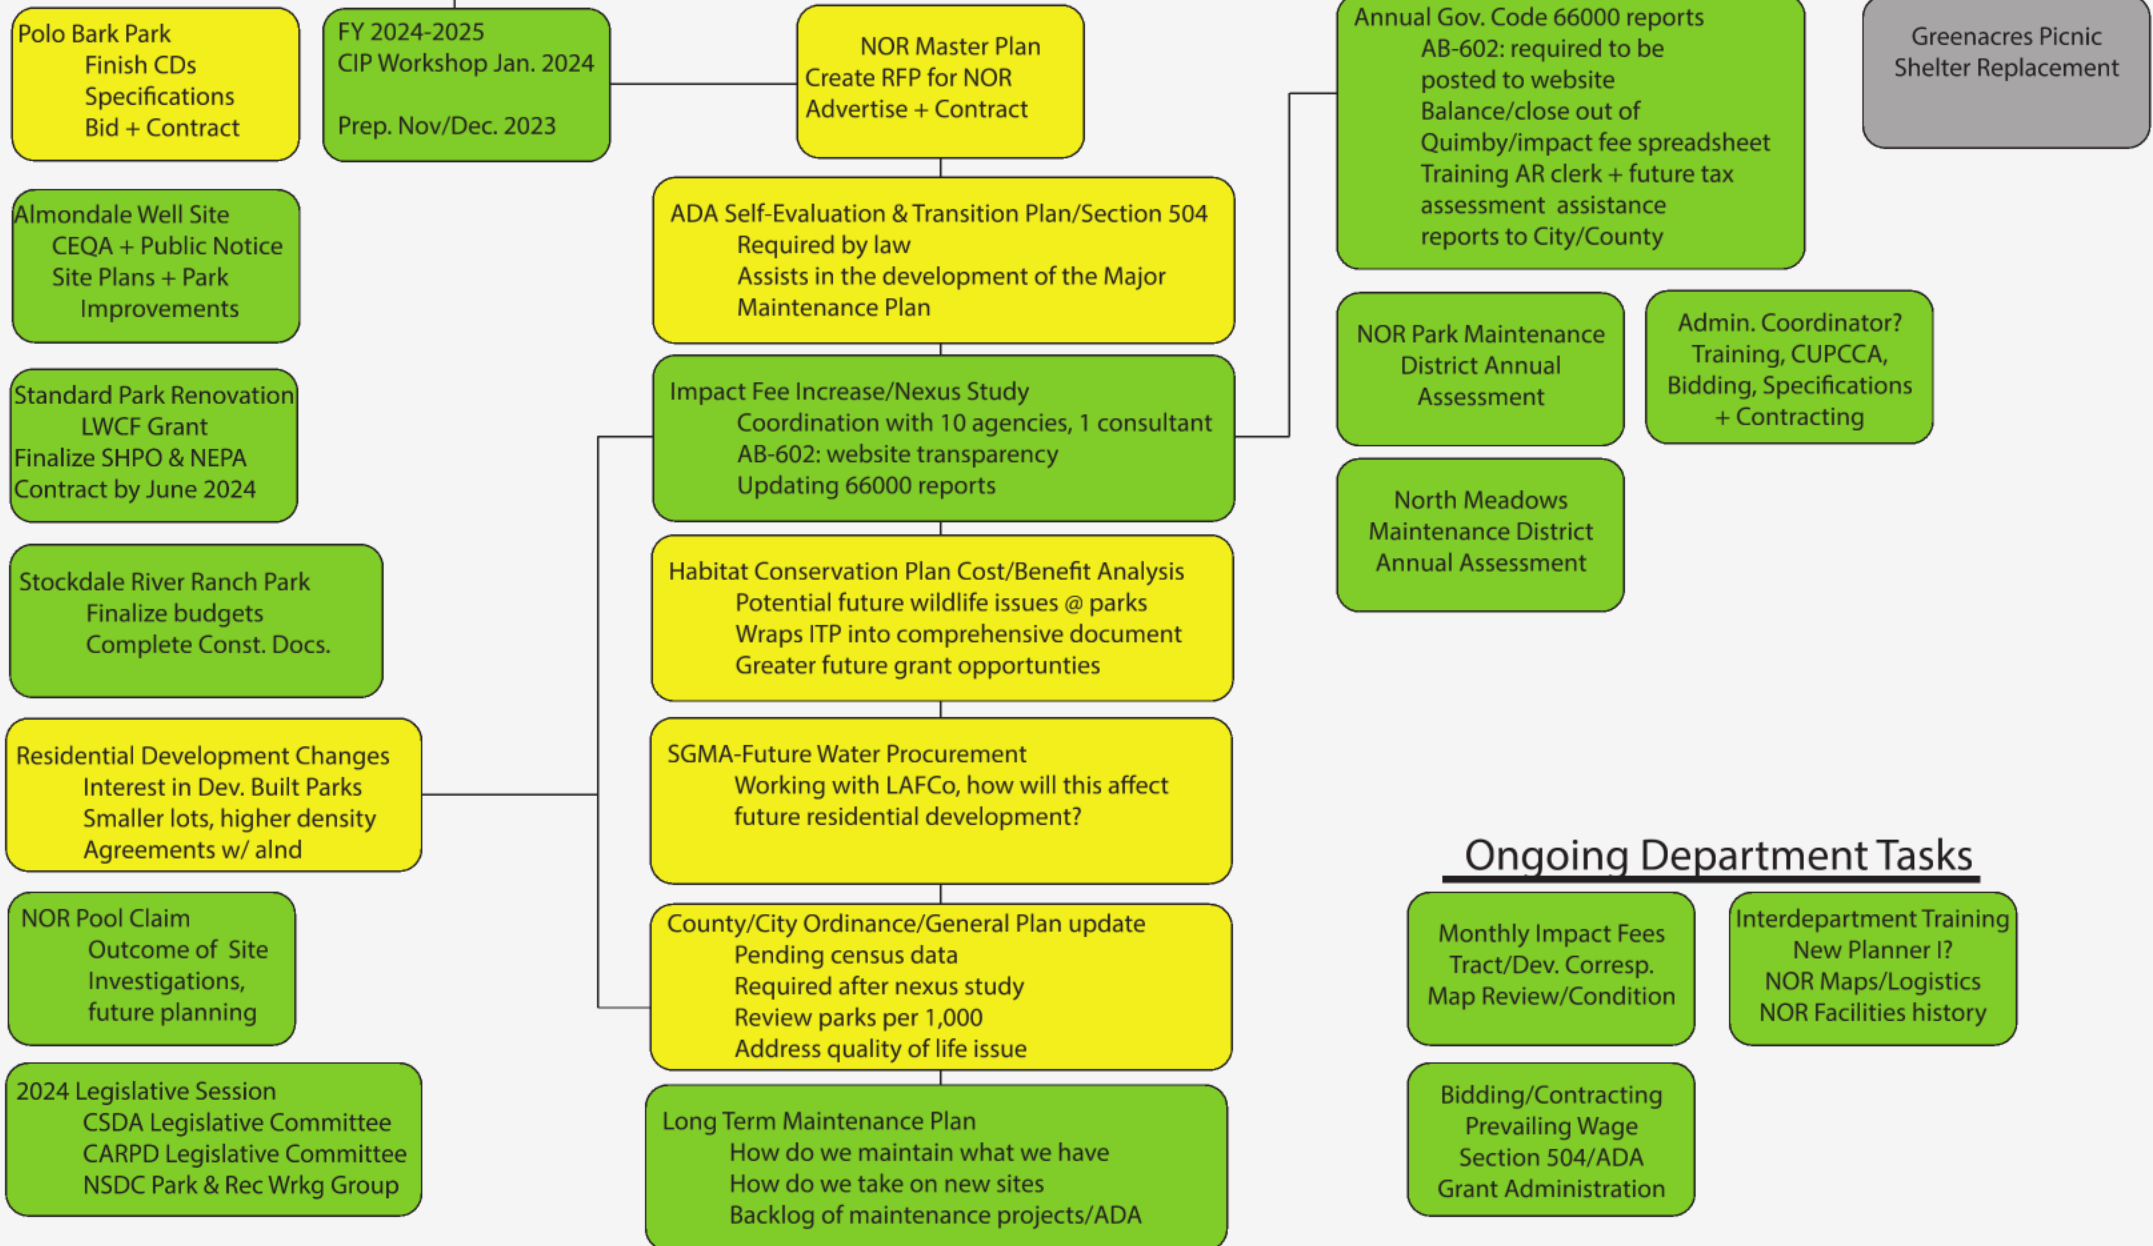 Polo Bark Park
Finish CDs
Specifications
Bid + Contract
FY 2024-2025
CIP Workshop Jan. 2024
Prep. Nov/Dec. 2023
NOR Master Plan
Create RFP for NOR
Advertise + Contract
Annual Gov. Code 66000 reports
AB-602: required to be
posted to website
Balance/close out of
Quimby/impact fee spreadsheet
Training AR clerk + future tax
assessment assistance
reports to City/County
Greenacres Picnic
Shelter Replacement
Almondale Well Site
CEQA + Public Notice
Site Plans + Park
Improvements
ADA Self-Evaluation & Transition Plan/Section 504
Required by law
Assists in the development of the Major
Maintenance Plan
Standard Park Renovation
LWCF Grant
Finalize SHPO & NEPA
Contract by June 2024
Impact Fee Increase/Nexus Study
Coordination with 10 agencies, 1 consultant
AB-602: website transparency
Updating 66000 reports
NOR Park Maintenance
District Annual
Assessment
Admin. Coordinator?
Training, CUPCCA,
Bidding, Specifications
+ Contracting
North Meadows
Maintenance District
Annual Assessment
Stockdale River Ranch Park
Finalize budgets
Complete Const. Docs.
Habitat Conservation Plan Cost/Benefit Analysis
Potential future wildlife issues @ parks
Wraps ITP into comprehensive document
Greater future grant opportunties
Residential Development Changes
Interest in Dev. Built Parks
Smaller lots, higher density
Agreements w/ alnd
SGMA-Future Water Procurement
Working with LAFCo, how will this affect
future residential development?
NOR Pool Claim
Outcome of Site
Investigations,
future planning
County/City Ordinance/General Plan update
Pending census data
Required after nexus study
Review parks per 1,000
Address quality of life issue
2024 Legislative Session
CSDA Legislative Committee
CARPD Legislative Committee
NSDC Park & Rec Wrkg Group
Long Term Maintenance Plan
How do we maintain what we have
How do we take on new sites
Backlog of maintenance projects/ADA
Ongoing Department Tasks
Monthly Impact Fees
Tract/Dev. Corresp.
Map Review/Condition
Interdepartment Training
New Planner I?
NOR Maps/Logistics
NOR Facilities history
Bidding/Contracting
Prevailing Wage
Section 504/ADA
Grant Administration